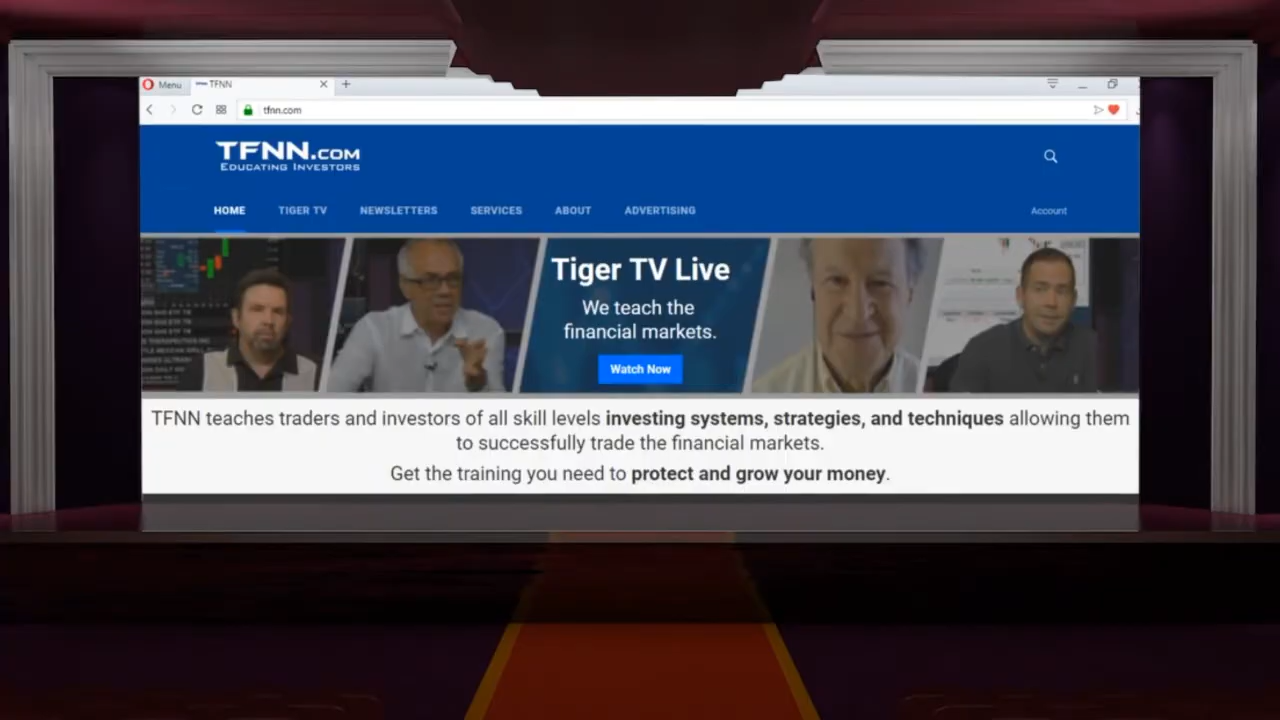 Menu TFNN
tfnn.com
TFNN.COM
EDUCATING INVESTORS
HOME TIGER TV NEWSLETTERS SERVICES ABOUT ADVERTISING Account
Tiger TV Live
We teach the
financial markets.
Watch Now
TFNN teaches traders and investors of all skill levels investing systems, strategies, and techniques allowing them
to successfully trade the financial markets.
Get the training you need to protect and grow your money.